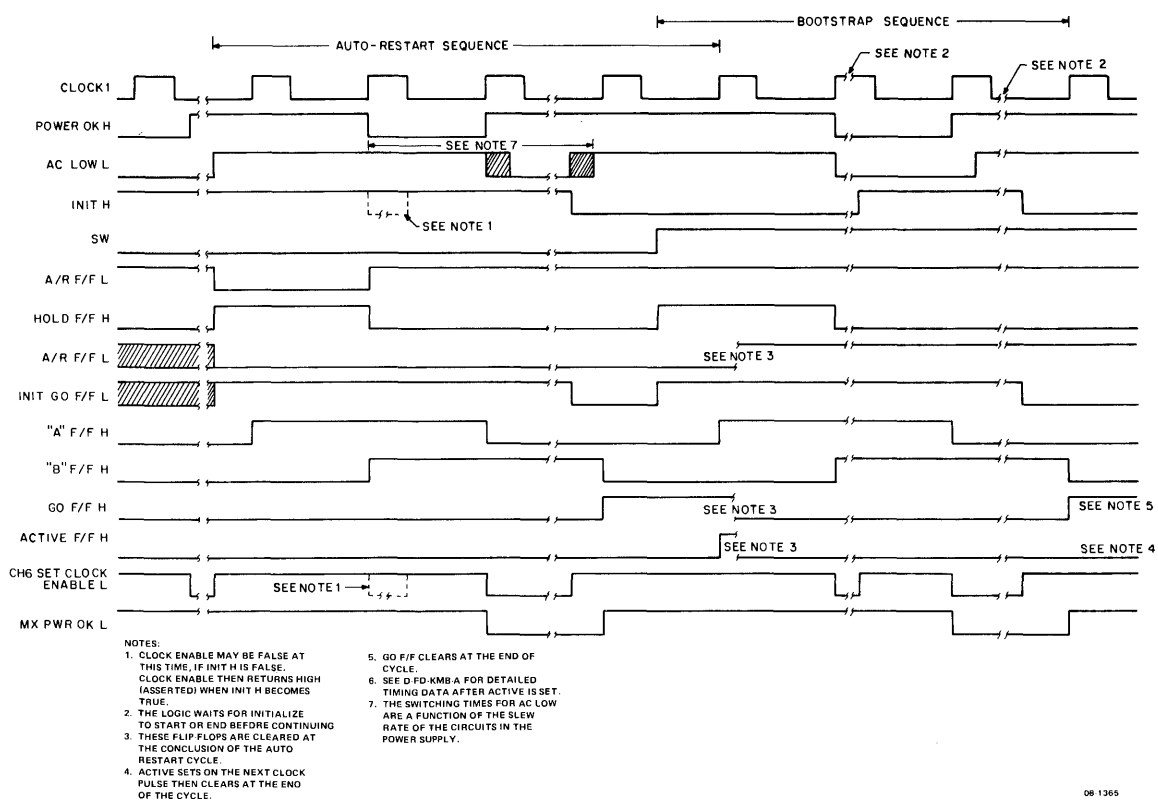 BOOTSTRAP SEQUENCE
AUTO-RESTART SEQUENCE
SEE NOTE 2
SEE NOTE 2
CLOCK 1
POWER OK H
SEE NOTE 7
AC LOW L
INIT H
SEE NOTE 1
SW
A/R F/F L
HOLD F/F H
A/R F/F L
SEE NOTE 3
INIT GO F/F L
"A" F/F H
"B" F/F H
GO F/F H
SEE NOTE 3
SEE NOTE 5
ACTIVE F/F H
SEE NOTE 3
SEE NOTE 4
CH6 SET CLOCK
ENABLE L
SEE NOTE 1
MX PWR OK L
NOTES:
1. CLOCK ENABLE MAY BE FALSE AT
THIS TIME, IF INIT H IS FALSE.
CLOCK ENABLE THEN RETURNS HIGH
(ASSERTED) WHEN INIT H BECOMES
TRUE.
2. THE LOGIC WAITS FOR INITIALIZE
TO START OR END BEFORE CONTINUING
3. THESE FLIP-FLOPS ARE CLEARED AT
THE CONCLUSION OF THE AUTO
RESTART CYCLE.
4. ACTIVE SETS ON THE NEXT CLOCK
PULSE THEN CLEARS AT THE END
OF THE CYCLE.
5. GO F/F CLEARS AT THE END OF
CYCLE.
6. SEE D-FD-KM8-A FOR DETAILED
TIMING DATA AFTER ACTIVE IS SET.
7. THE SWITCHING TIMES FOR AC LOW
ARE A FUNCTION OF THE SLEW
RATE OF THE CIRCUITS IN THE
POWER SUPPLY.
08-1365